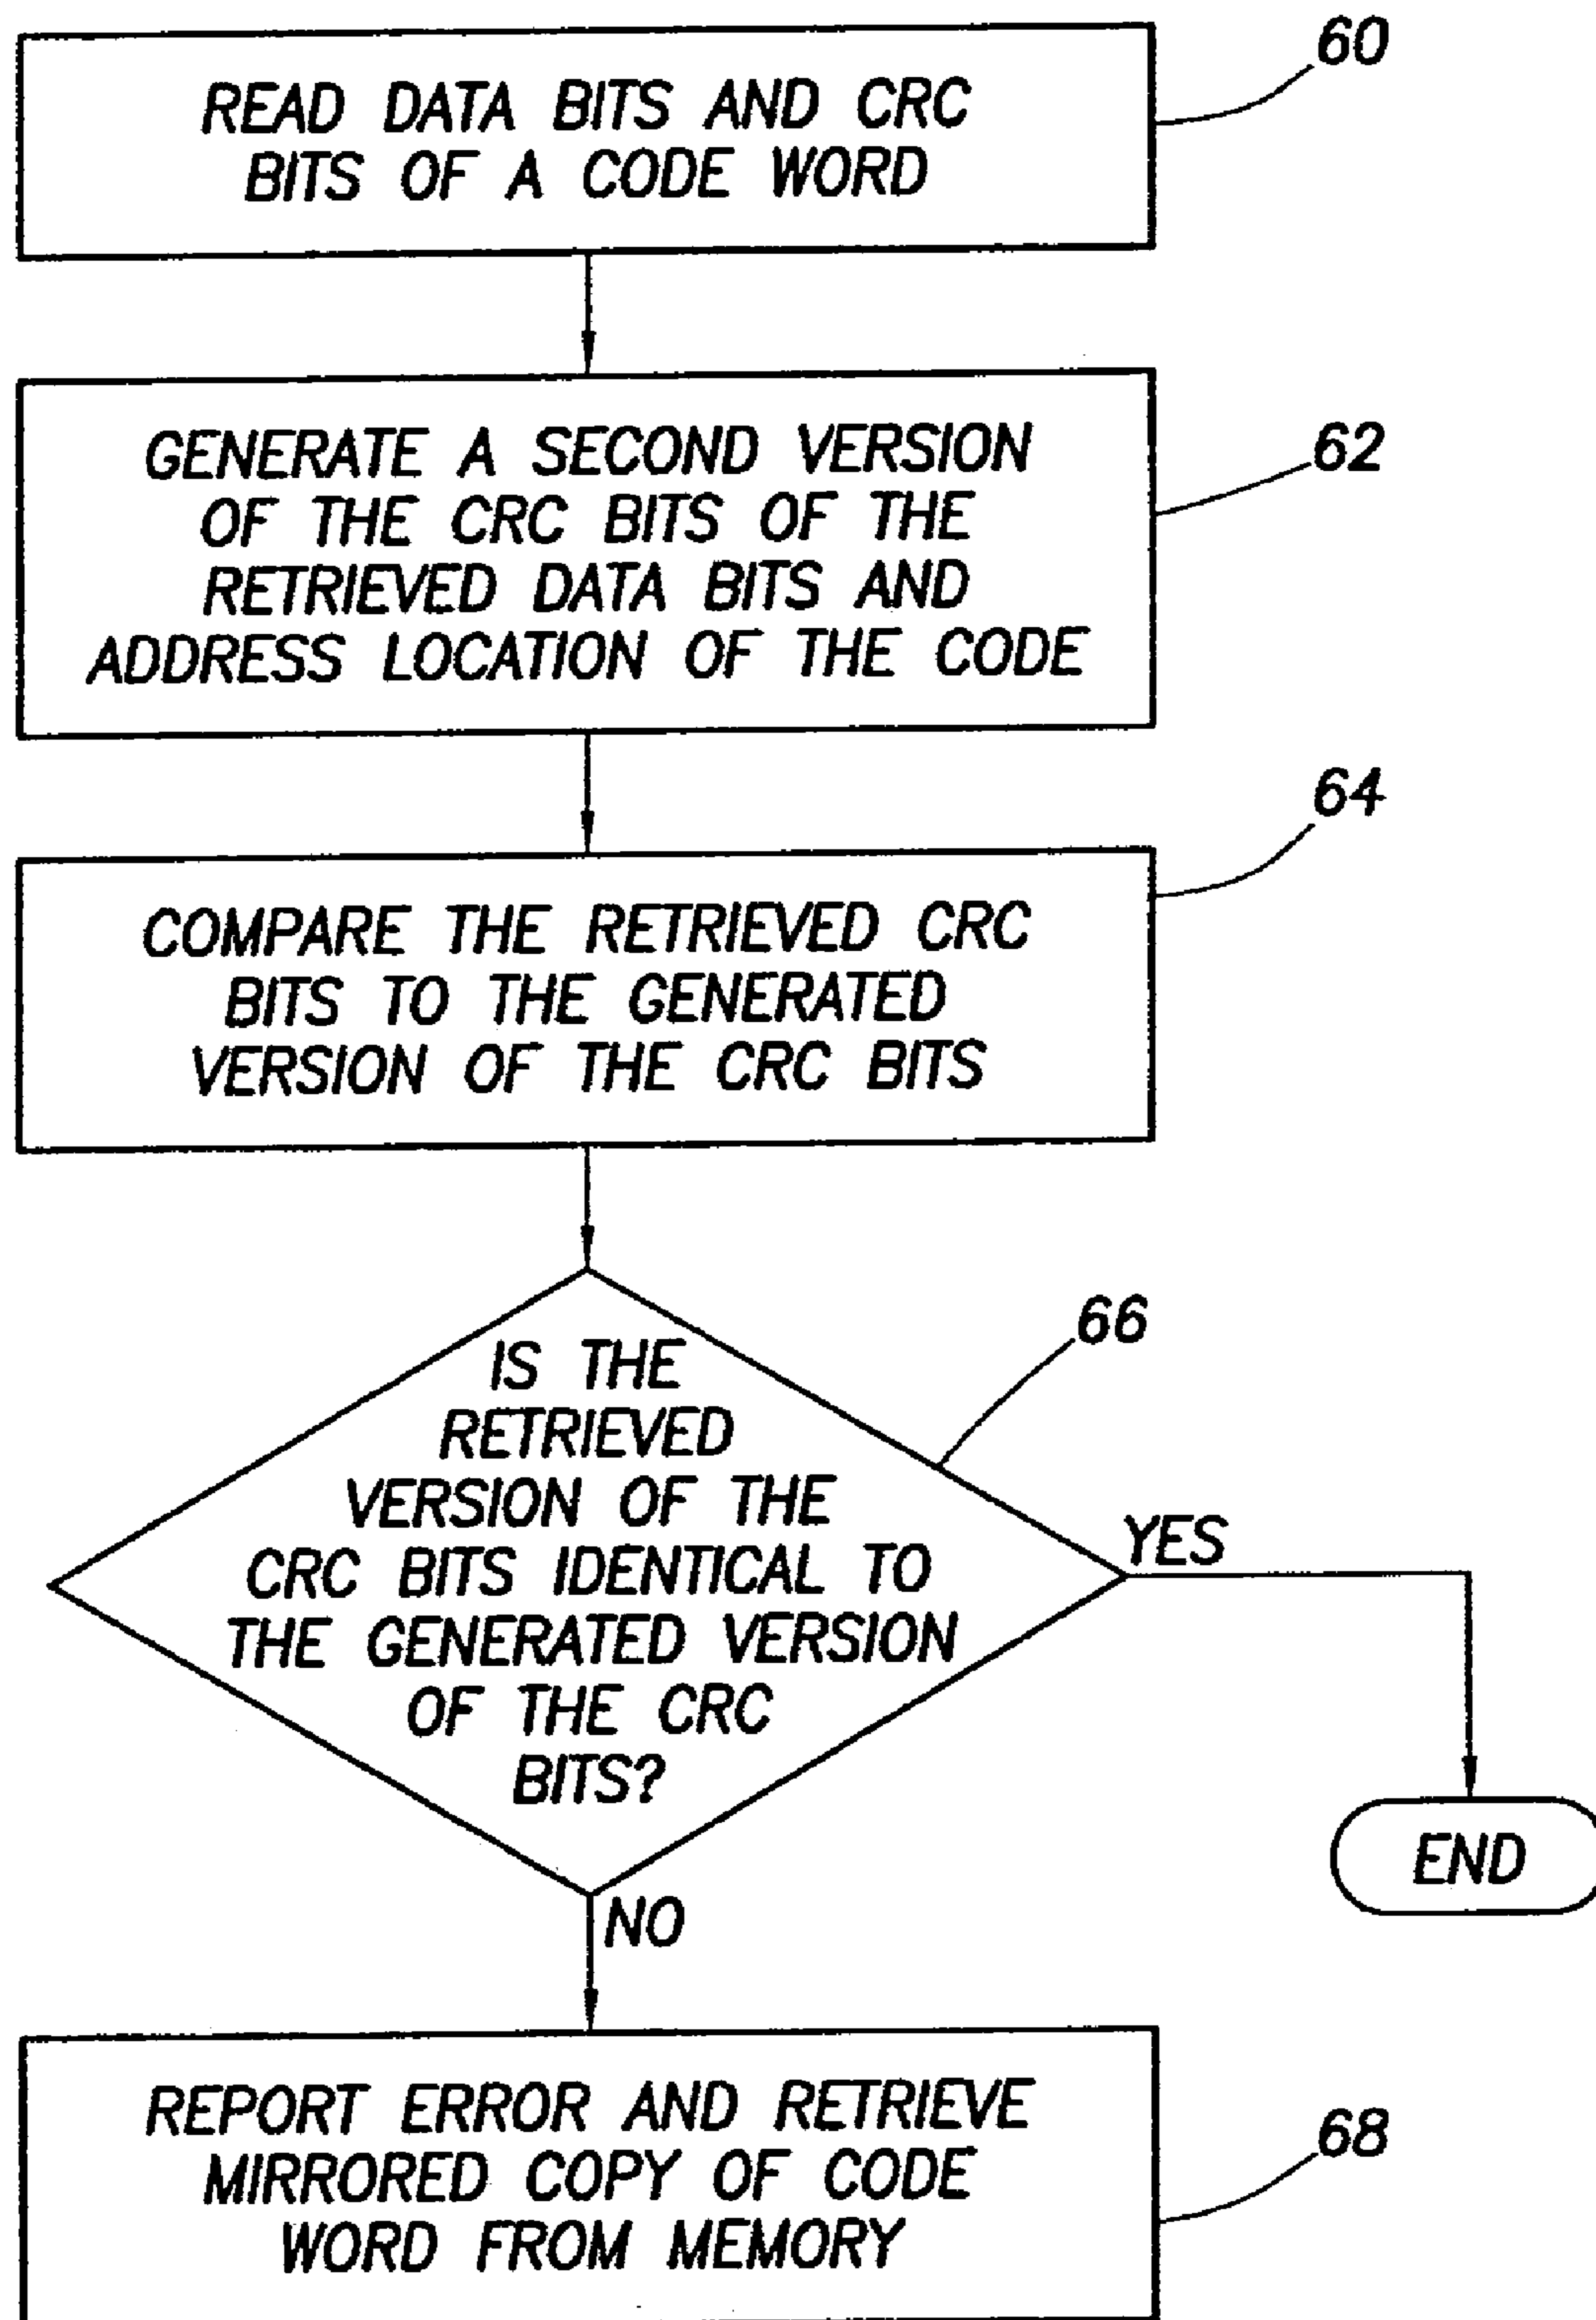 60
READ DATA BITS AND CRC
BITS OF A CODE WORD
62
GENERATE A SECOND VERSION
OF THE CRC BITS OF THE
RETRIEVED DATA BITS AND
ADDRESS LOCATION OF THE CODE
64
COMPARE THE RETRIEVED CRC
BITS TO THE GENERATED
VERSION OF THE CRC BITS
66
IS THE
RETRIEVED
VERSION OF THE
CRC BITS IDENTICAL TO
THE GENERATED VERSION
OF THE CRC
BITS?
YES
END
NO
REPORT ERROR AND RETRIEVE
MIRRORED COPY OF CODE
WORD FROM MEMORY
68